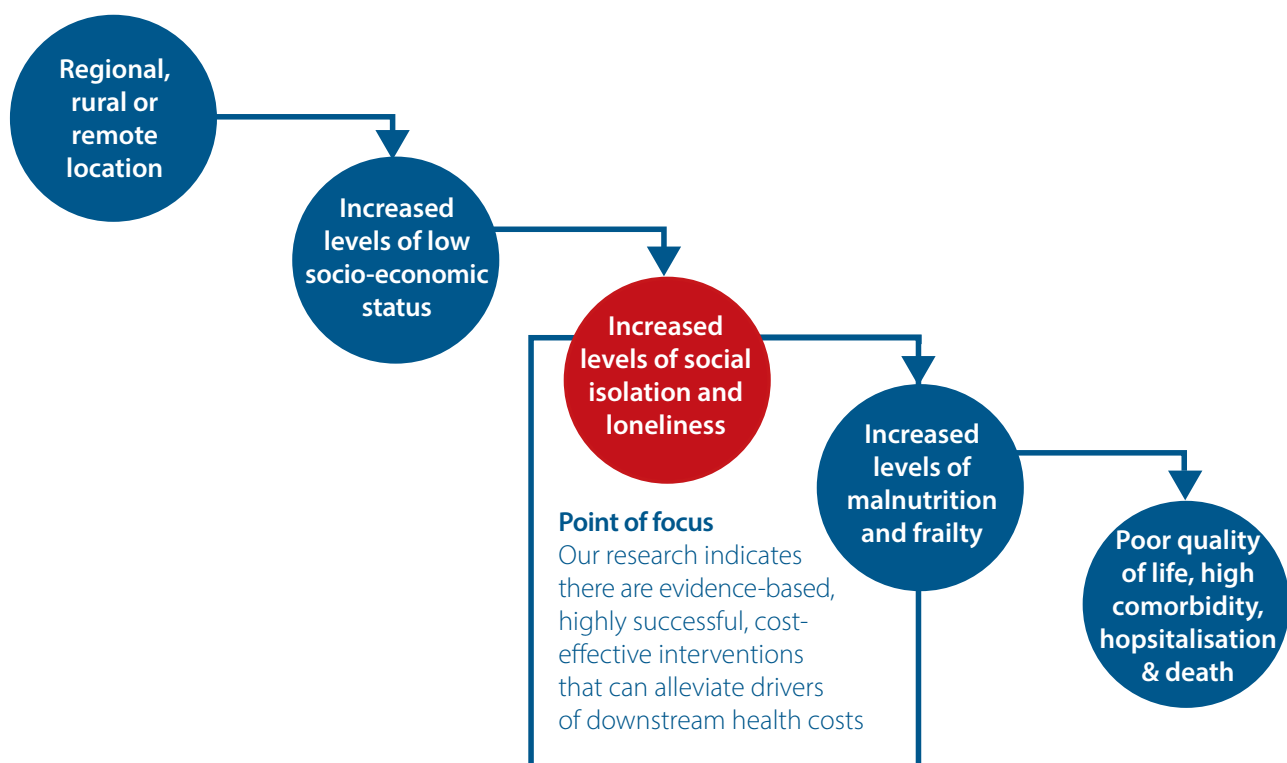 Regional,
rural or
remote
location
Increased
levels of low
socio-economic
status
Increased
levels of social
isolation and
loneliness
Increased
levels of
malnutrition
and frailty
Poor quality
of life, high
comorbidity,
hopsitalisation
& death
Point of focus
Our research indicates
there are evidence-based,
highly successful, cost-
effective interventions
that can alleviate drivers
of downstream health costs